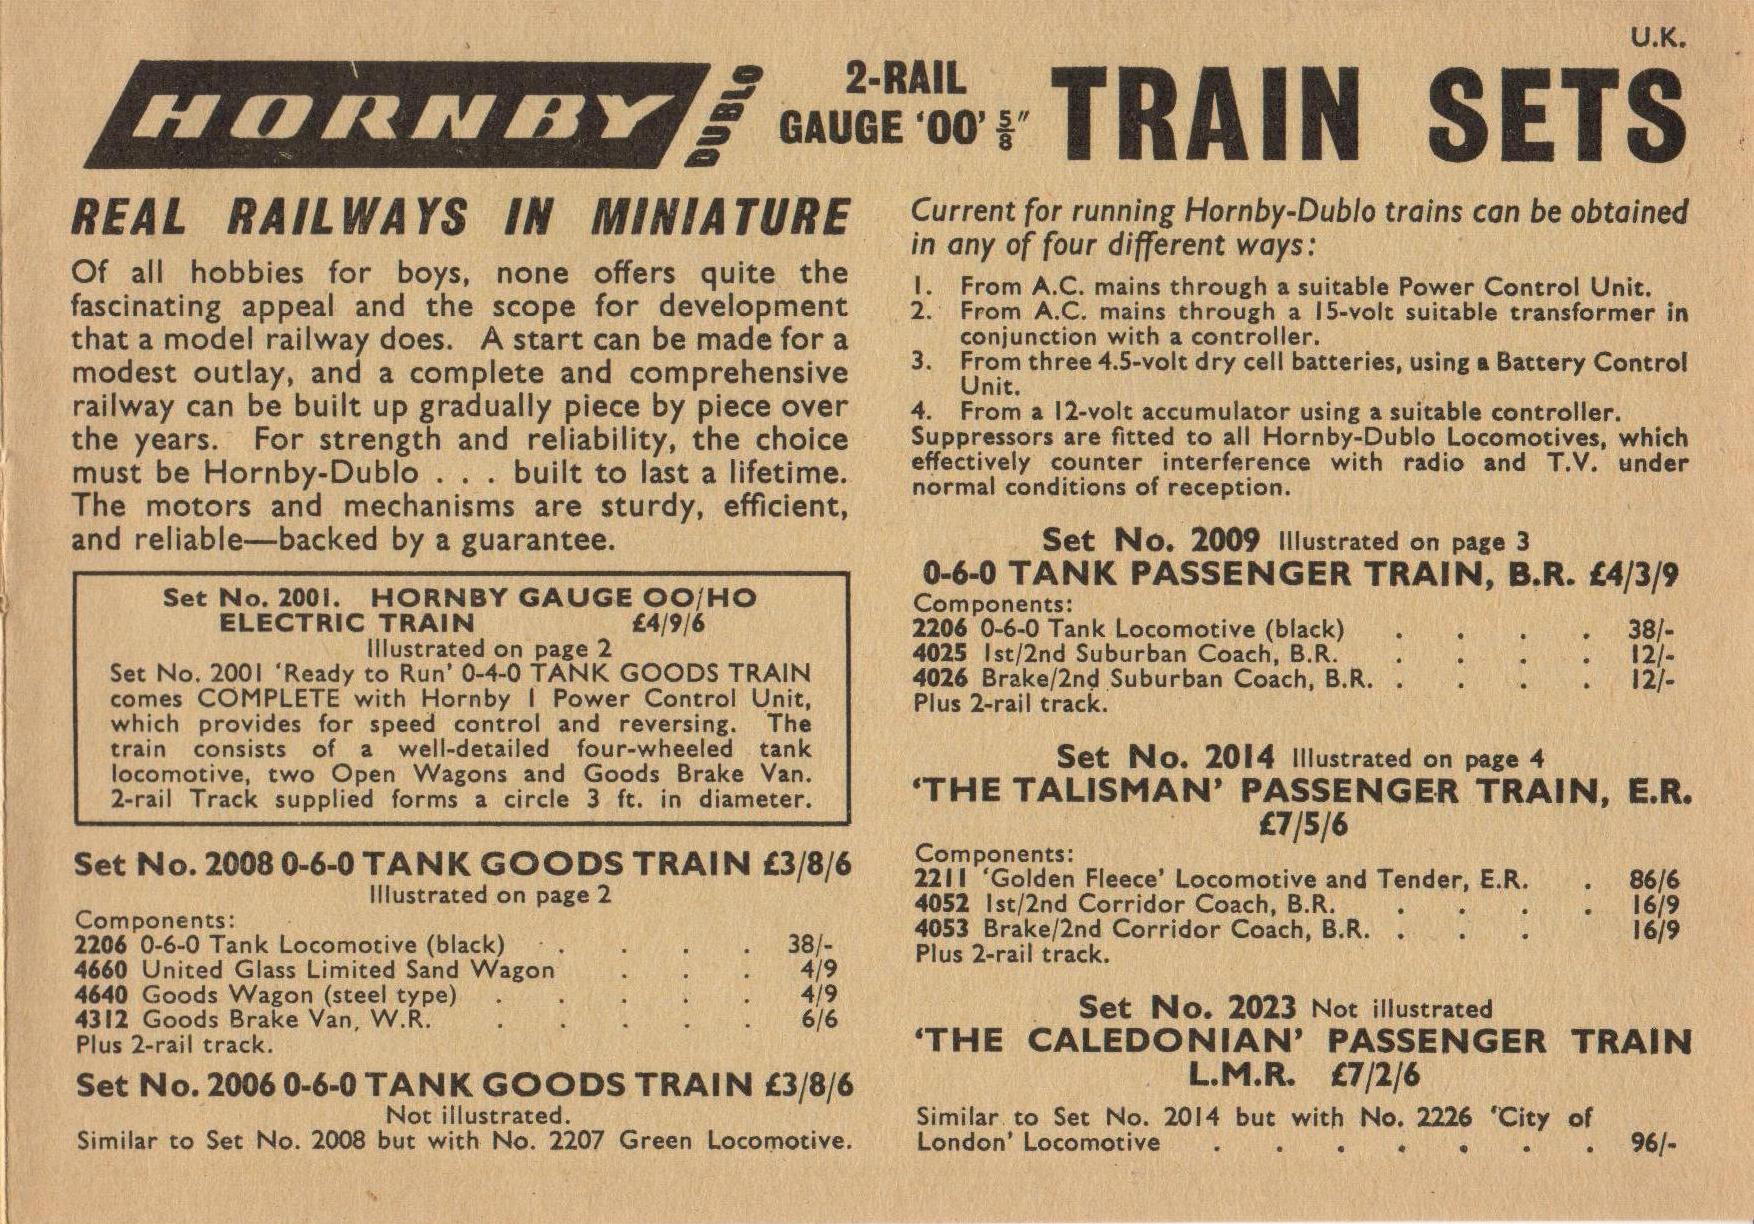 U.K.
HORNBY DUBLO
2-RAIL
GAUGE ‘OO’ ⅝″
TRAIN SETS
REAL RAILWAYS IN MINIATURE
Of all hobbies for boys, none offers quite the
fascinating appeal and the scope for development
that a model railway does. A start can be made for a
modest outlay, and a complete and comprehensive
railway can be built up gradually piece by piece over
the years. For strength and reliability, the choice
must be Hornby-Dublo . . . built to last a lifetime.
The motors and mechanisms are sturdy, efficient,
and reliable—backed by a guarantee.
Set No. 2001. HORNBY GAUGE OO/HO
ELECTRIC TRAIN £4/9/6
Illustrated on page 2
Set No. 2001 ‘Ready to Run’ 0-4-0 TANK GOODS TRAIN
comes COMPLETE with Hornby 1 Power Control Unit,
which provides for speed control and reversing. The
train consists of a well-detailed four-wheeled tank
locomotive, two Open Wagons and Goods Brake Van.
2-rail Track supplied forms a circle 3 ft. in diameter.
Set No. 2008 0-6-0 TANK GOODS TRAIN £3/8/6
Illustrated on page 2
Components:
2206 0-6-0 Tank Locomotive (black) . . . . 38/-
4660 United Glass Limited Sand Wagon . . . 4/9
4640 Goods Wagon (steel type) . . . . . 4/9
4312 Goods Brake Van, W.R. . . . . . 6/6
Plus 2-rail track.
Set No. 2006 0-6-0 TANK GOODS TRAIN £3/8/6
Not illustrated.
Similar to Set No. 2008 but with No. 2207 Green Locomotive.
Current for running Hornby-Dublo trains can be obtained
in any of four different ways:
1. From A.C. mains through a suitable Power Control Unit.
2. From A.C. mains through a 15-volt suitable transformer in
conjunction with a controller.
3. From three 4.5-volt dry cell batteries, using a Battery Control
Unit.
4. From a 12-volt accumulator using a suitable controller.
Suppressors are fitted to all Hornby-Dublo Locomotives, which
effectively counter interference with radio and T.V. under
normal conditions of reception.
Set No. 2009 Illustrated on page 3
0-6-0 TANK PASSENGER TRAIN, B.R. £4/3/9
Components:
2206 0-6-0 Tank Locomotive (black) . . . . 38/-
4025 1st/2nd Suburban Coach, B.R. . . . . 12/-
4026 Brake/2nd Suburban Coach, B.R. . . . . 12/-
Plus 2-rail track.
Set No. 2014 Illustrated on page 4
‘THE TALISMAN’ PASSENGER TRAIN, E.R.
£7/5/6
Components:
2211 ‘Golden Fleece’ Locomotive and Tender, E.R. . 86/6
4052 1st/2nd Corridor Coach, B.R. . . . . 16/9
4053 Brake/2nd Corridor Coach, B.R. . . . 16/9
Plus 2-rail track.
Set No. 2023 Not illustrated
‘THE CALEDONIAN’ PASSENGER TRAIN
L.M.R. £7/2/6
Similar to Set No. 2014 but with No. 2226 ‘City of
London’ Locomotive . . . . . . . 96/-